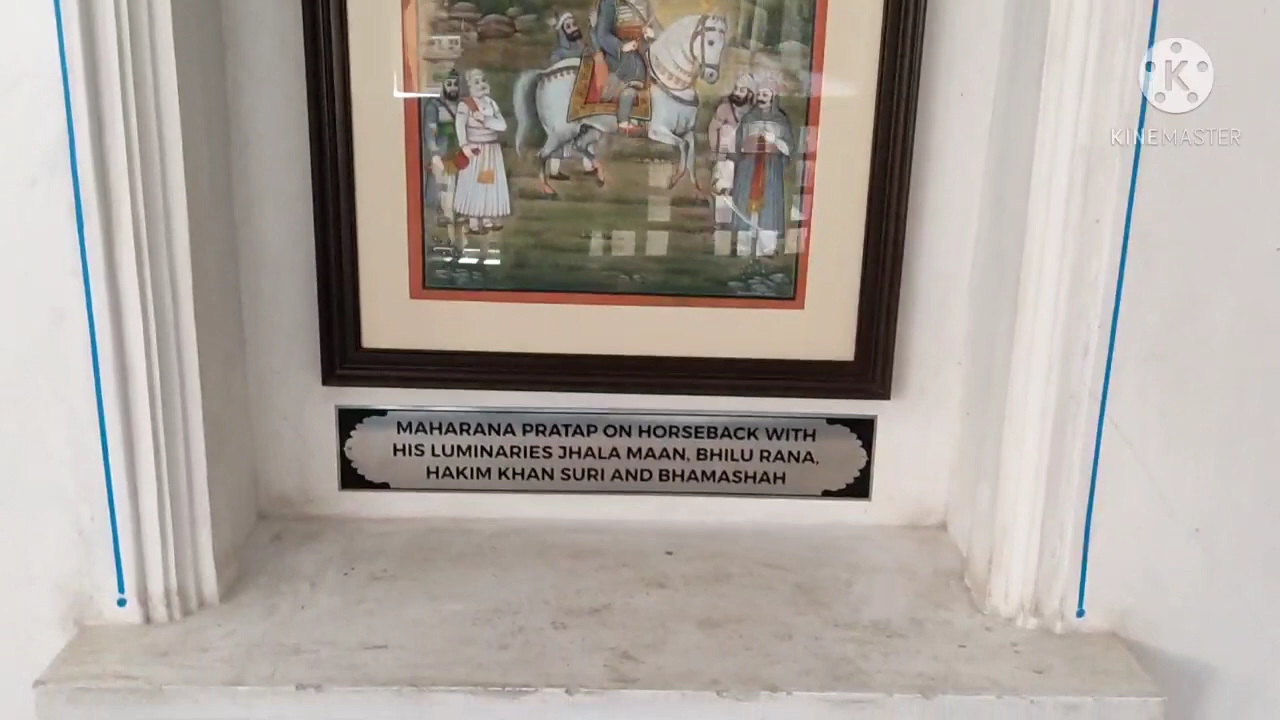 K
KINEMASTER
MAHARANA PRATAP ON HORSEBACK WITH
HIS LUMINARIES JHALA MAAN, BHILU RANA,
HAKIM KHAN SURI AND BHAMASHAH